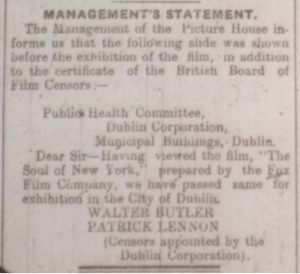 MANAGEMENT'S STATEMENT.
The Management of the Picture House in-
forms us that the following slide was shown
before the exhibition of the film, in addition
to the certificate of the British Board of
Film Censors:—
Public Health Committee,
Dublin Corporation,
Municipal Buildings, Dublin.
Dear Sir—Having viewed the film, "The
Soul of New York," prepared by the Fox
Film Company, we have passed same for
exhibition in the City of Dublin.
WALTER BUTLER
PATRICK LENNON
(Censors appointed by the
Dublin Corporation).